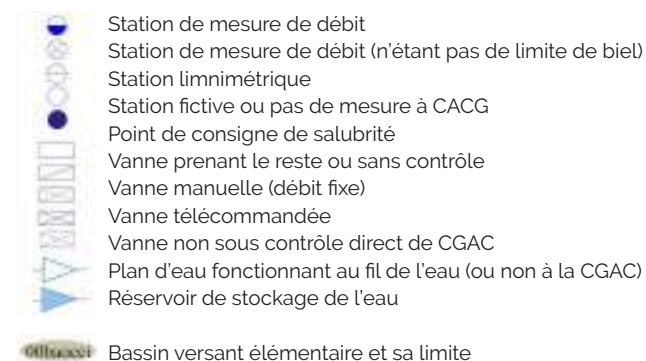 Station de mesure de débit
Station de mesure de débit (n'étant pas de limite de biel)
Station limnimétrique
Station fictive ou pas de mesure à CACG
Point de consigne de salubrité
Vanne prenant le reste ou sans contrôle
Vanne manuelle (débit fixe)
Vanne télécommandée
Vanne non sous contrôle direct de CGAC
Plan d'eau fonctionnant au fil de l'eau (ou non à la CGAC)
Réservoir de stockage de l'eau
Bassin versant élémentaire et sa limite